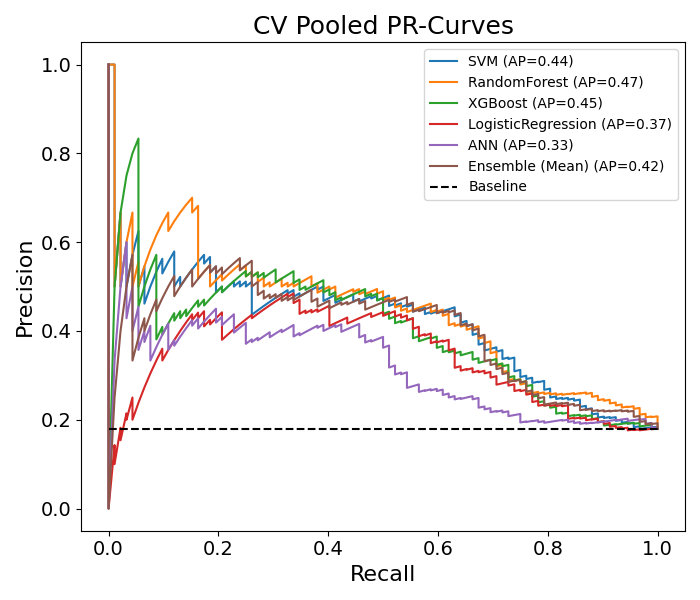 CV Pooled PR-Curves
SVM (AP=0.44)
RandomForest (AP=0.47)
XGBoost (AP=0.45)
LogisticRegression (AP=0.37)
ANN (AP=0.33)
Ensemble (Mean) (AP=0.42)
Baseline
Precision
1.0
0.8
0.6
0.4
0.2
0.0
0.0 0.2 0.4 0.6 0.8 1.0
Recall